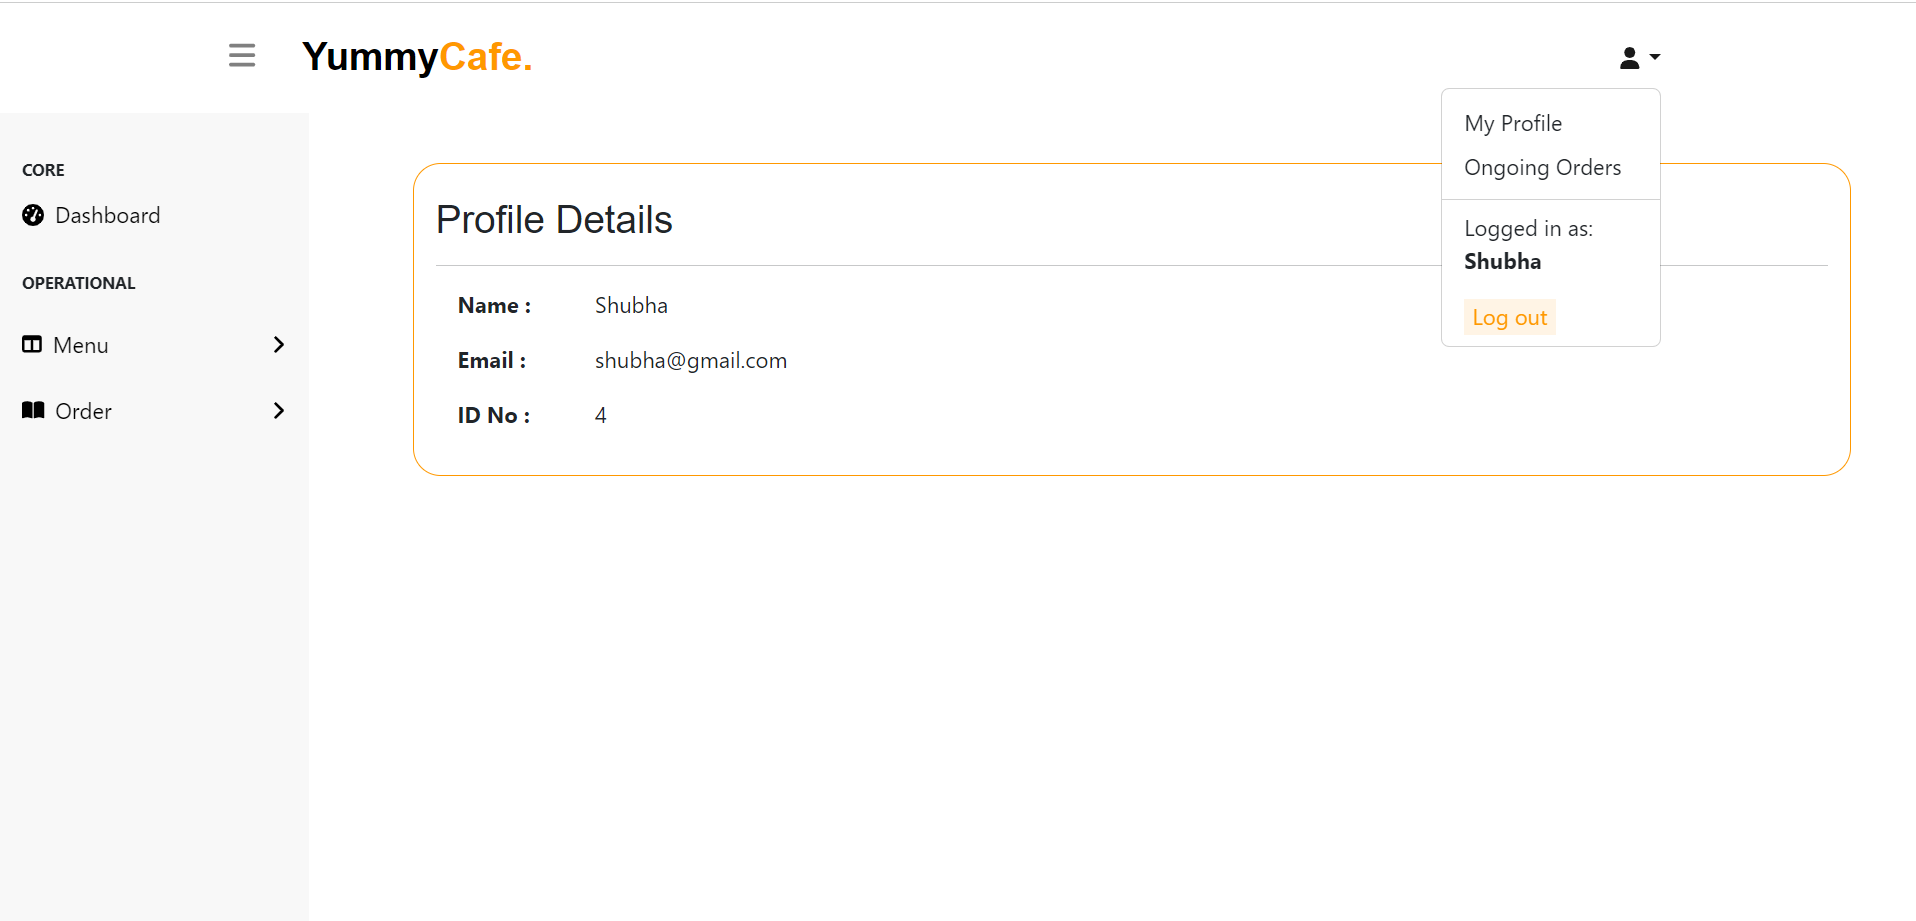 YummyCafe.
My Profile
Ongoing Orders
Logged in as:
Shubha
Log out
CORE
Dashboard
OPERATIONAL
Menu
Order
Profile Details
Name : Shubha
Email : shubha@gmail.com
ID No : 4